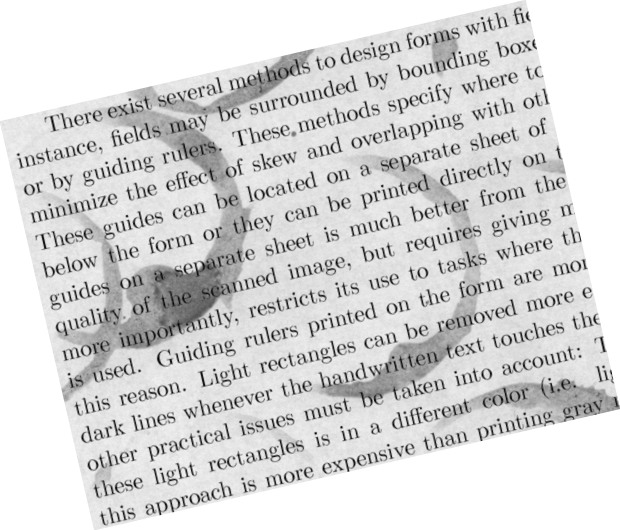 There exist several methods to design forms with fie
instance, fields may be surrounded by bounding boxe
or by guiding rulers. These methods specify where to
minimize the effect of skew and overlapping with oth
These guides can be located on a separate sheet of
below the form or they can be printed directly on t
guides on a separate sheet is much better from the
quality of the scanned image, but requires giving m
more importantly, restricts its use to tasks where th
is used. Guiding rulers printed on the form are mor
this reason. Light rectangles can be removed more e
dark lines whenever the handwritten text touches the
other practical issues must be taken into account: T
these light rectangles is in a different color (i.e. lig
this approach is more expensive than printing gray